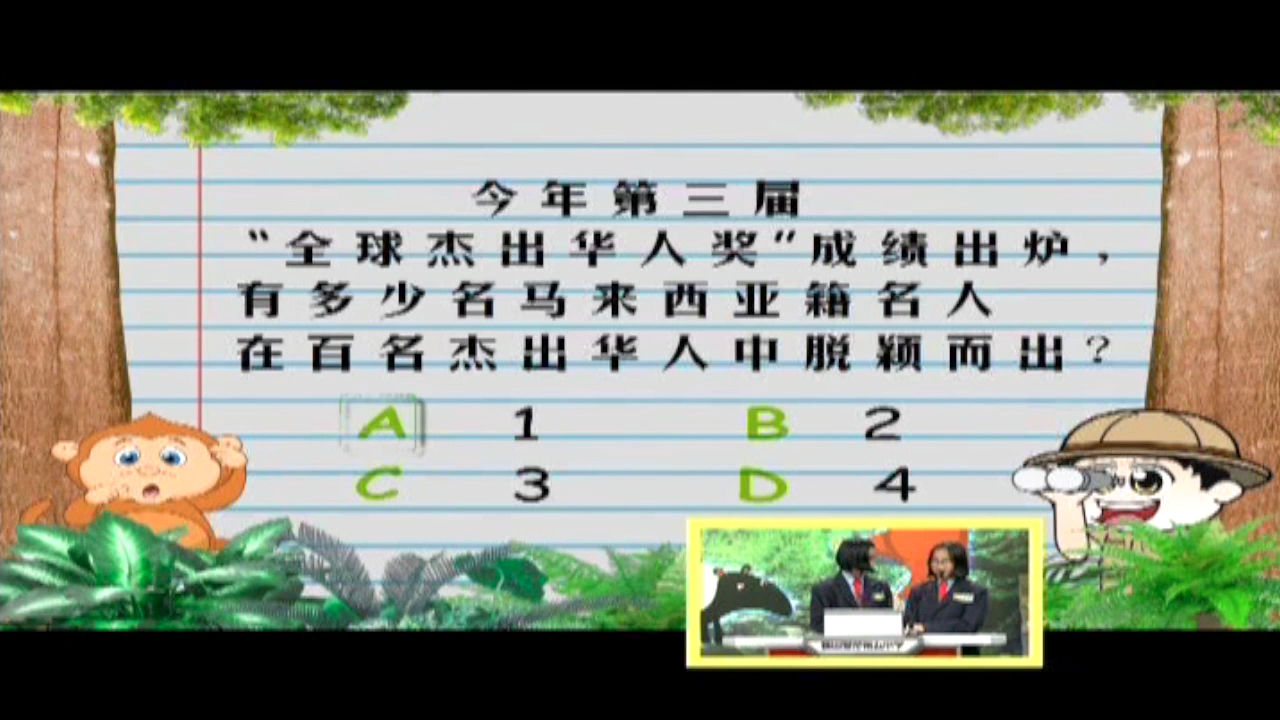 今年第三届
“全球杰出华人奖”成绩出炉，
有多少名马来西亚籍名人
在百名杰出华人中脱颖而出？
A 1 B 2
C 3 D 4